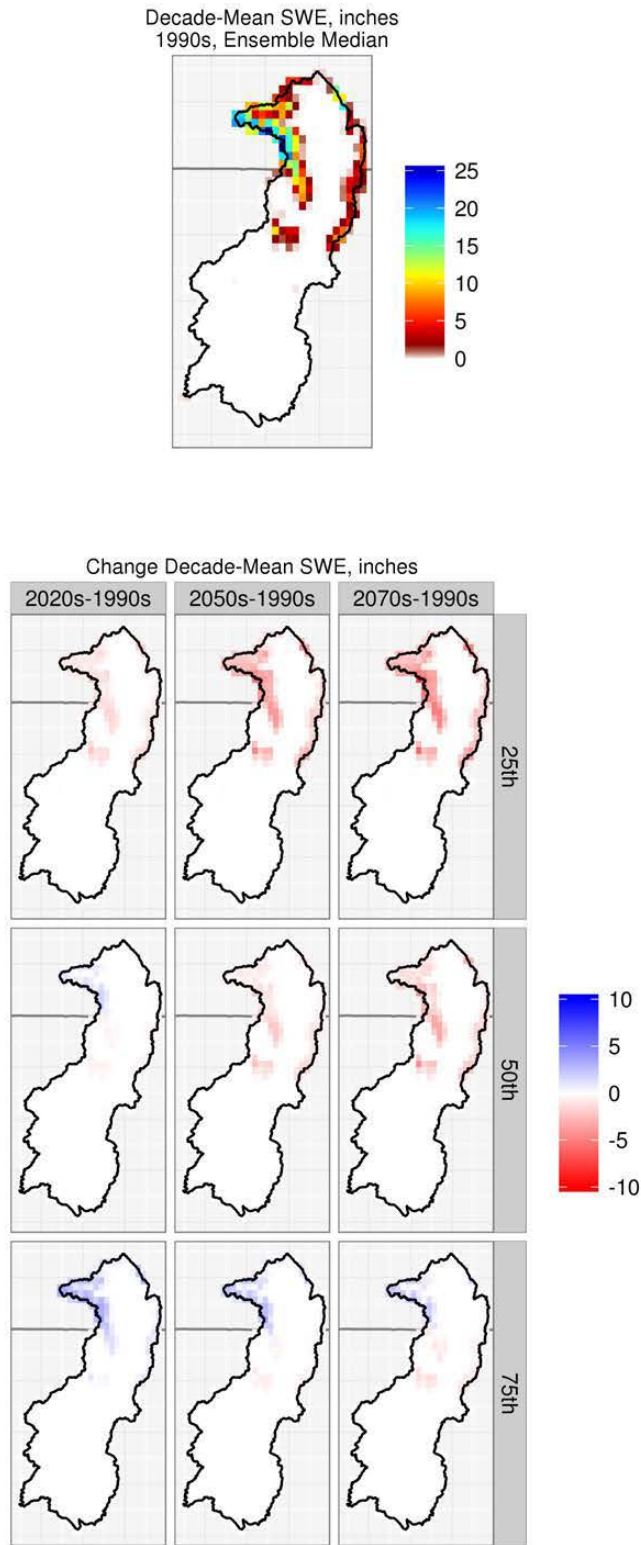 Decade-Mean SWE, inches
1990s, Ensemble Median
25
20
15
10
5
0
Change Decade-Mean SWE, inches
2020s-1990s 2050s-1990s 2070s-1990s
25th
50th
10
5
0
-5
-10
75th